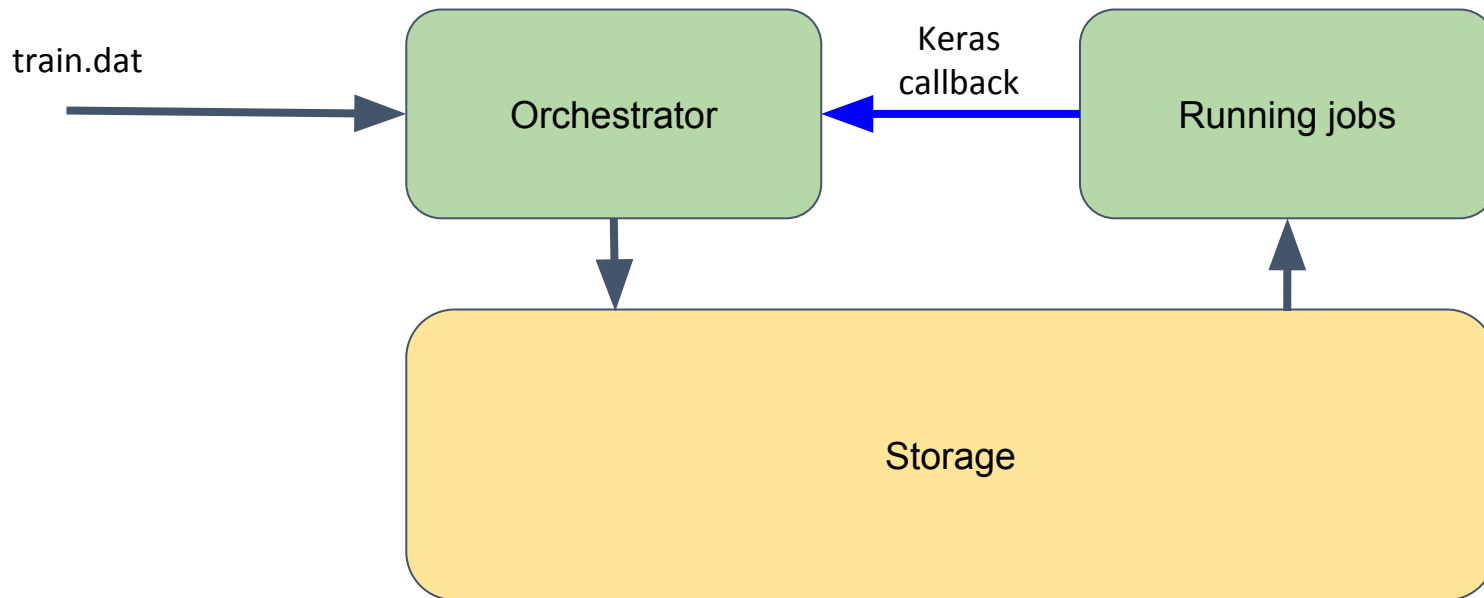 train.dat
Orchestrator
Keras
callback
Running jobs
Storage